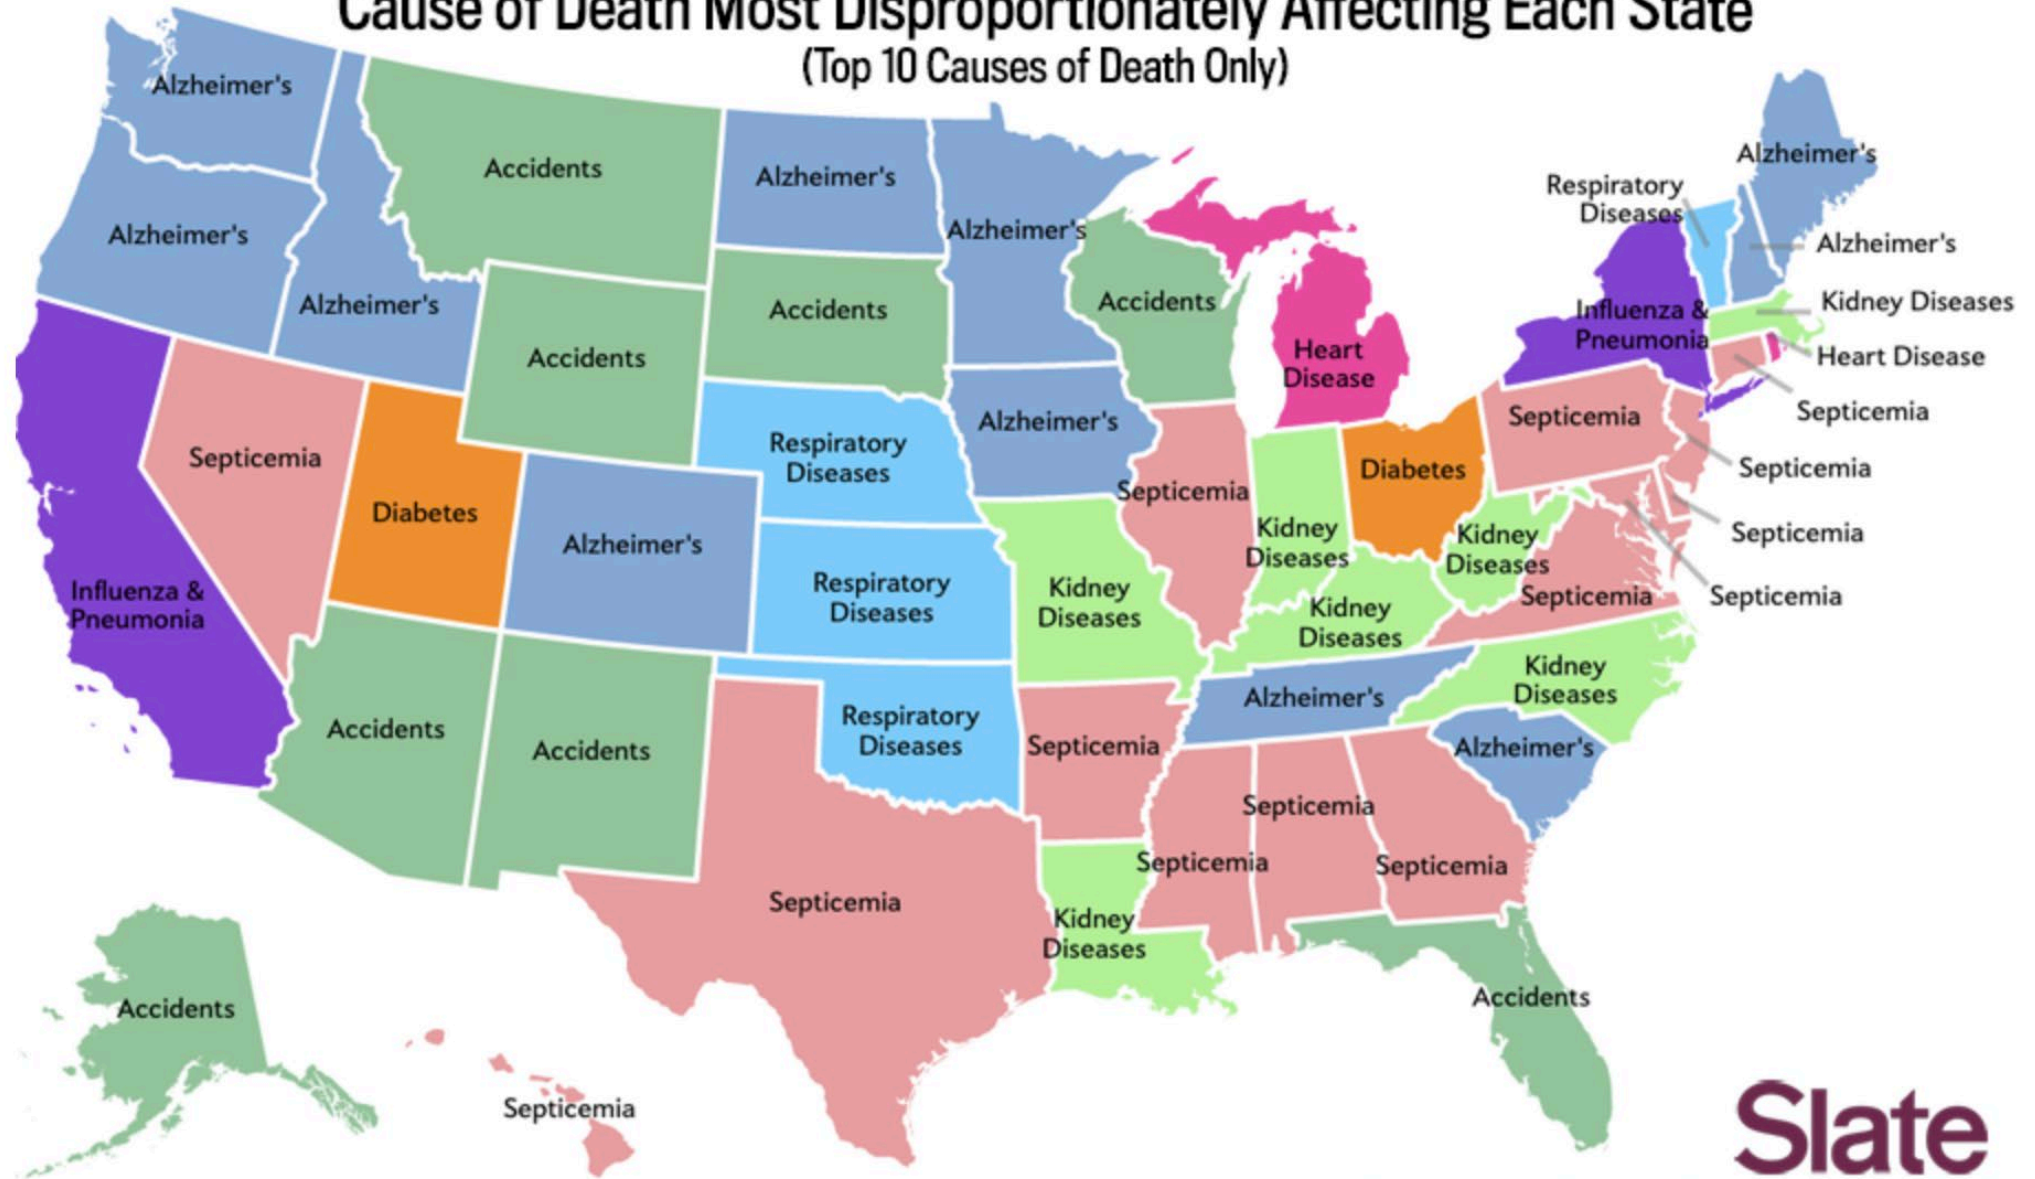 Cause of Death Most Disproportionately Affecting Each State
(Top 10 Causes of Death Only)
Alzheimer's
Accidents
Alzheimer's
Alzheimer's
Alzheimer's
Respiratory
Diseases
Alzheimer's
Alzheimer's
Alzheimer's
Accidents
Accidents
Accidents
Kidney Diseases
Influenza &
Pneumonia
Heart
Disease
Heart Disease
Accidents
Septicemia
Septicemia
Alzheimer's
Respiratory
Diseases
Septicemia
Diabetes
Septicemia
Diabetes
Septicemia
Alzheimer's
Kidney
Diseases
Kidney
Diseases
Septicemia
Influenza &
Pneumonia
Respiratory
Diseases
Kidney
Diseases
Kidney
Diseases
Septicemia
Septicemia
Kidney
Diseases
Alzheimer's
Accidents
Accidents
Respiratory
Diseases
Septicemia
Alzheimer's
Septicemia
Septicemia
Septicemia
Septicemia
Kidney
Diseases
Accidents
Accidents
Septicemia
Slate